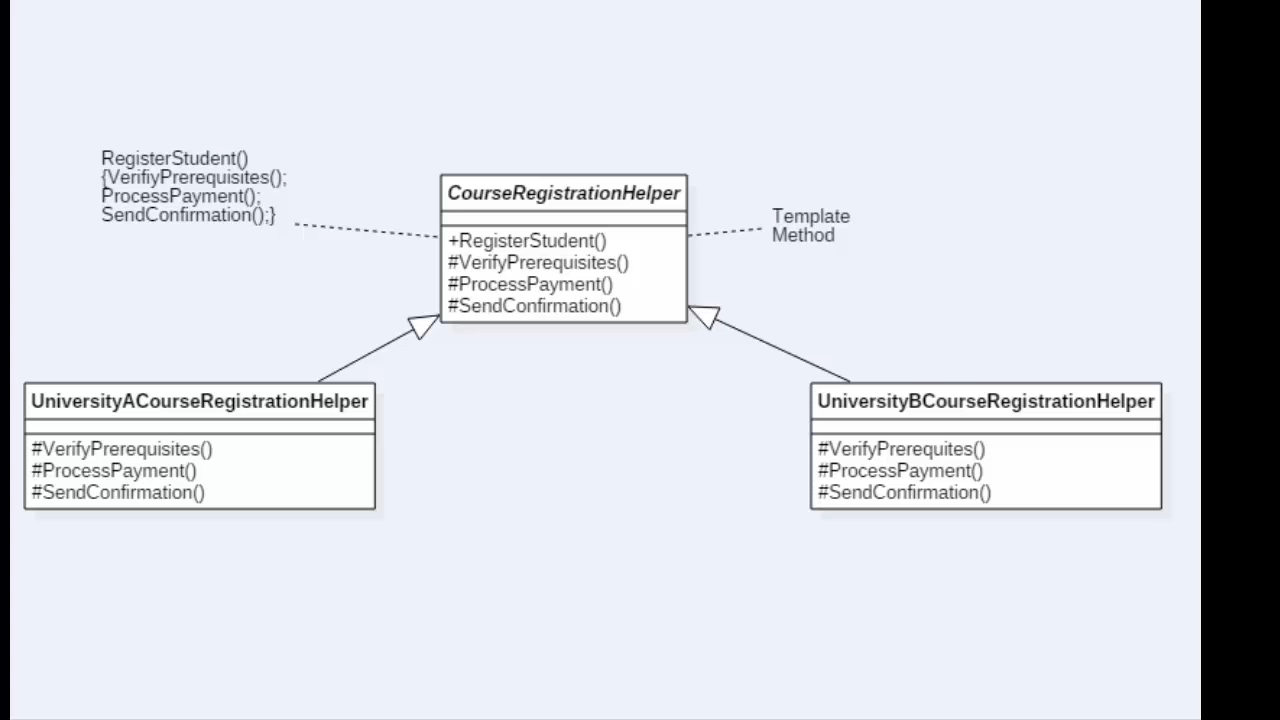 RegisterStudent()
{VerifiyPrerequisites();
ProcessPayment();
SendConfirmation();}
CourseRegistrationHelper
+RegisterStudent()
#VerifyPrerequisites()
#ProcessPayment()
#SendConfirmation()
Template
Method
UniversityACourseRegistrationHelper
#VerifyPrerequisites()
#ProcessPayment()
#SendConfirmation()
UniversityBCourseRegistrationHelper
#VerifyPrerequites()
#ProcessPayment()
#SendConfirmation()